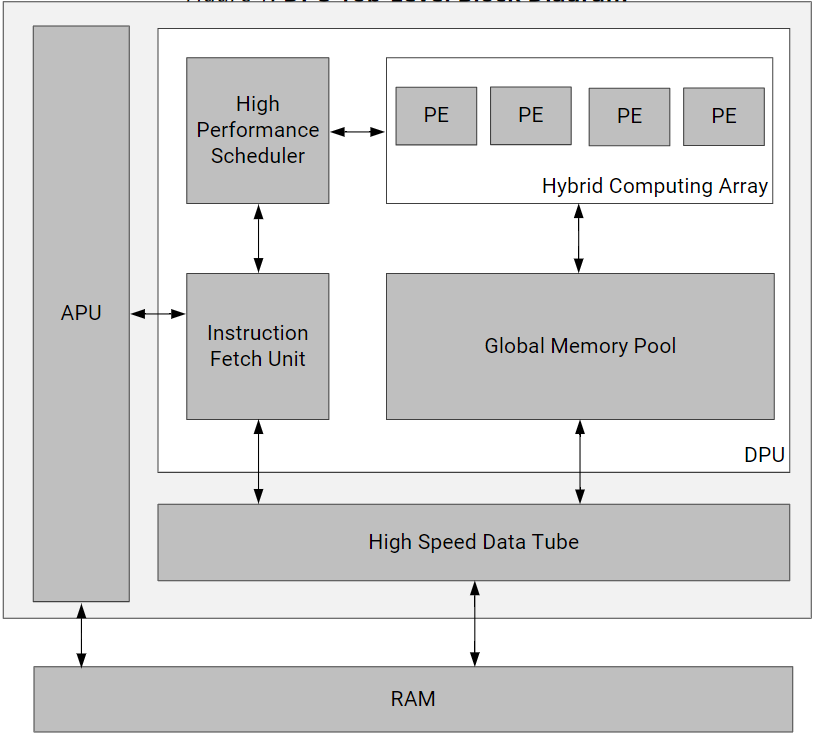 High
Performance
Scheduler
PE
PE
PE
PE
Hybrid Computing Array
APU
Instruction
Fetch Unit
Global Memory Pool
DPU
High Speed Data Tube
RAM